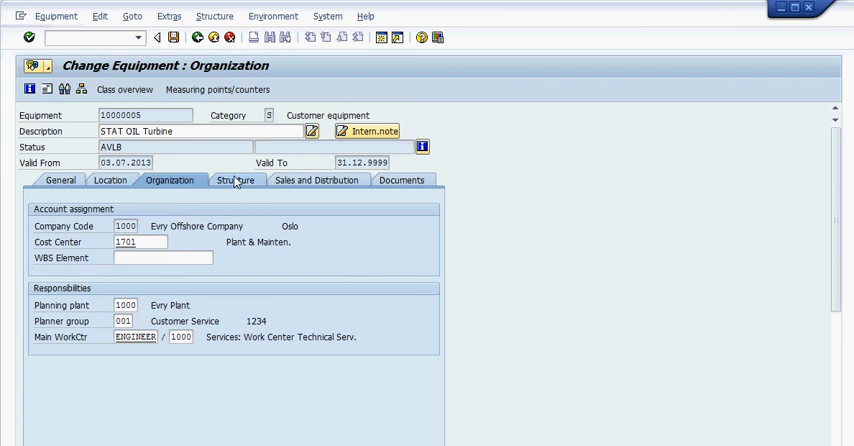 Equipment Edit Goto Extras Structure Environment System Help
Change Equipment : Organization
Class overview Measuring points/counters
Equipment 10000005 Category S Customer equipment
Description STAT OIL Turbine Intern.note
Status AVLB
Valid From 03.07.2013 Valid To 31.12.9999
General Location Organization Structure Sales and Distribution Documents
Account assignment
Company Code 1000 Evry Offshore Company Oslo
Cost Center 1701 Plant & Mainten.
WBS Element
Responsibilities
Planning plant 1000 Evry Plant
Planner group 001 Customer Service 1234
Main WorkCtr ENGINEER / 1000 Services: Work Center Technical Serv.